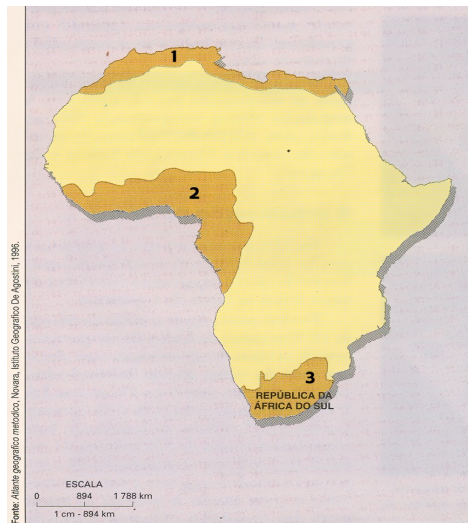 1
2
3
REPÚBLICA DA
ÁFRICA DO SUL
ESCALA
0 894 1 788 km
1 cm - 894 km
Fonte: Atlante geografico metodico, Novara, Istituto Geografico De Agostini, 1996.